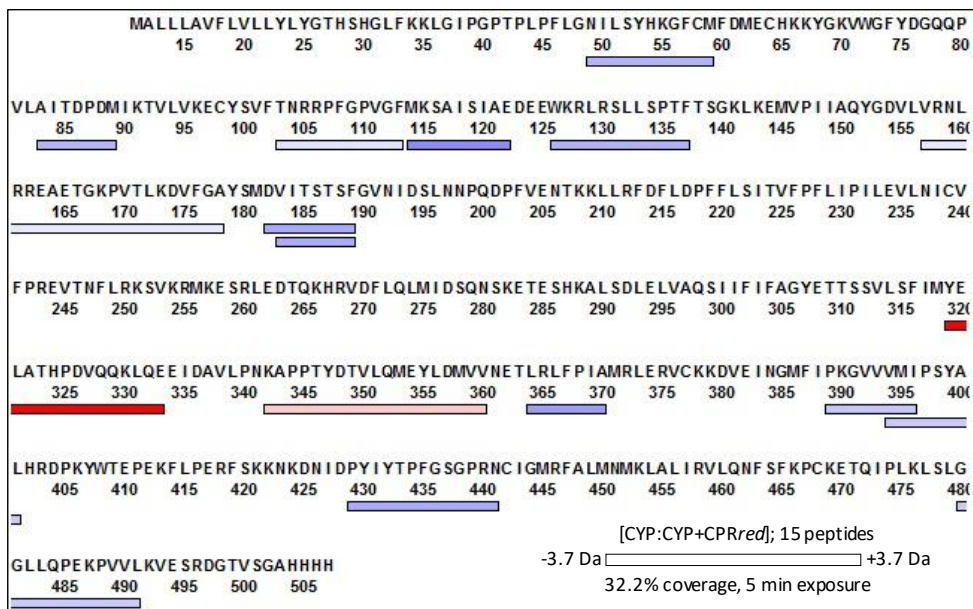 MALLLAVFLVLLYLYGTHSHGLFKKLGIPGPTPLPFLGNILSYHKGFCMFDMECHKKYGKVWGFYDGQQP
15 20 25 30 35 40 45 50 55 60 65 70 75 80
VLAITDPDMIKTVLVKECYSVFTNRRPFGPVGFMKSAISIAEDEEWKRLRSLLSPTFTSGKLKEMVPIIAQYGDVLVRNL
85 90 95 100 105 110 115 120 125 130 135 140 145 150 155 160
RREAETGKPVTLKDVFGAYSMDVITSTSFGVNIDSLNNPQDPFVENTKKLLRFDFLDPFFLSITVFPFLIPILEVLNICV
165 170 175 180 185 190 195 200 205 210 215 220 225 230 235 240
FPREVTNFLRKSVKRMKESRLEDTQKHRVDFLQLMIDSQNSKETESHKALSDLELVAQSIIFIFAGYETTSSVLSFIMYE
245 250 255 260 265 270 275 280 285 290 295 300 305 310 315 320
LATHPDVQQKLQEEIDAVLPNKAPPTYDTVLQMEYLDMVVNETLRLFPIAMRLERVCKKDVEINGMFIPKGVVVMIPSYA
325 330 335 340 345 350 355 360 365 370 375 380 385 390 395 400
LHRDPKYWTEPEKFLPERFSKKNKDNIDPYIYTPFGSGPRNCIGMRFALMNMKLALIRVLQNFSFKPCKETQIPLKLSLG
405 410 415 420 425 430 435 440 445 450 455 460 465 470 475 480
GLLQPEKPVVLKVESRDGTVSGAHHHH
485 490 495 500 505
[CYP:CYP+CPRred]; 15 peptides
-3.7 Da +3.7 Da
32.2% coverage, 5 min exposure